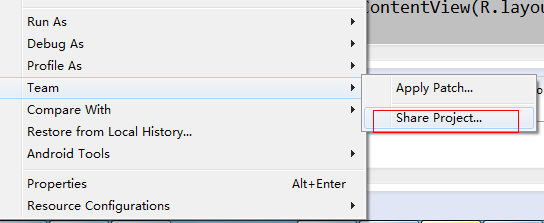 ContentView(R.layou
Run As
Debug As
Profile As
Team
Apply Patch...
Compare With
Share Project...
Restore from Local History...
Android Tools
Properties Alt+Enter
Resource Configurations